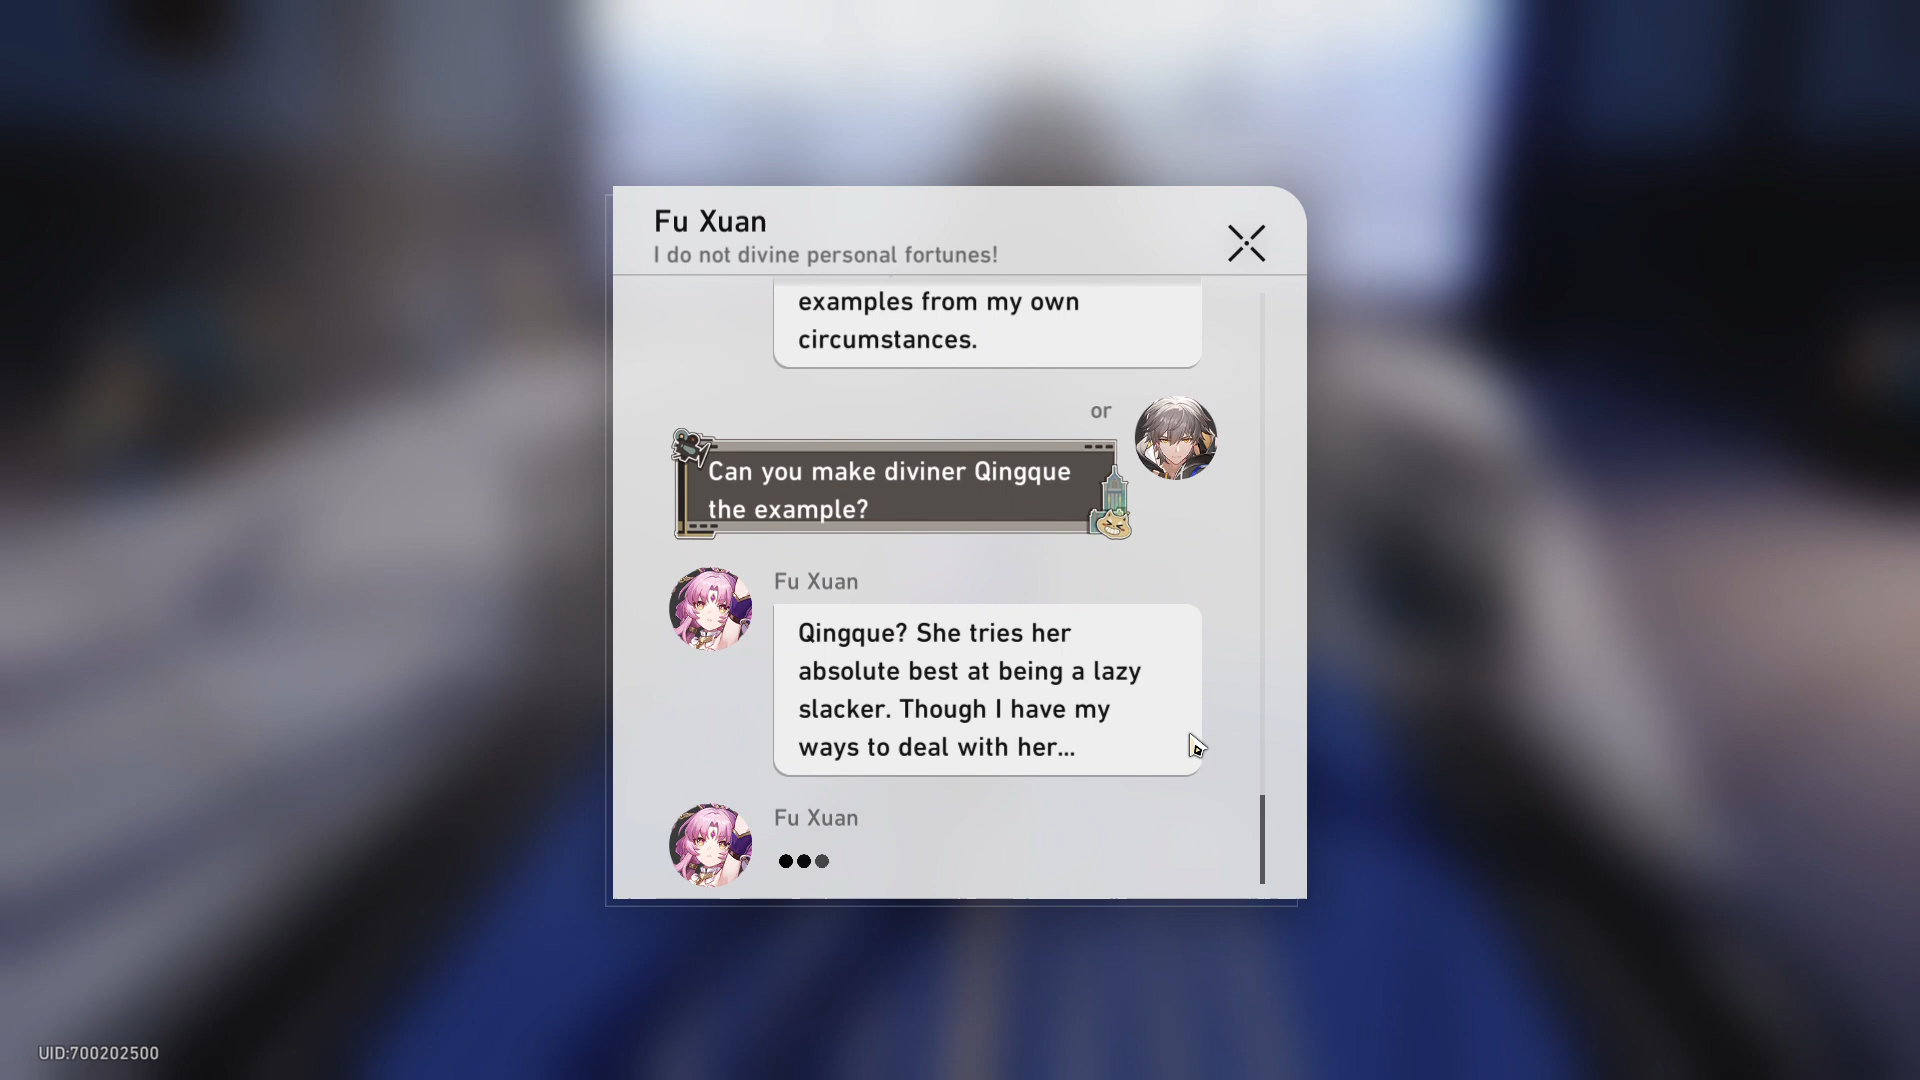 Fu Xuan
I do not divine personal fortunes!
examples from my own
circumstances.
or
Can you make diviner Qingque
the example?
Fu Xuan
Qingque? She tries her
absolute best at being a lazy
slacker. Though I have my
ways to deal with her...
Fu Xuan
UID:700202500